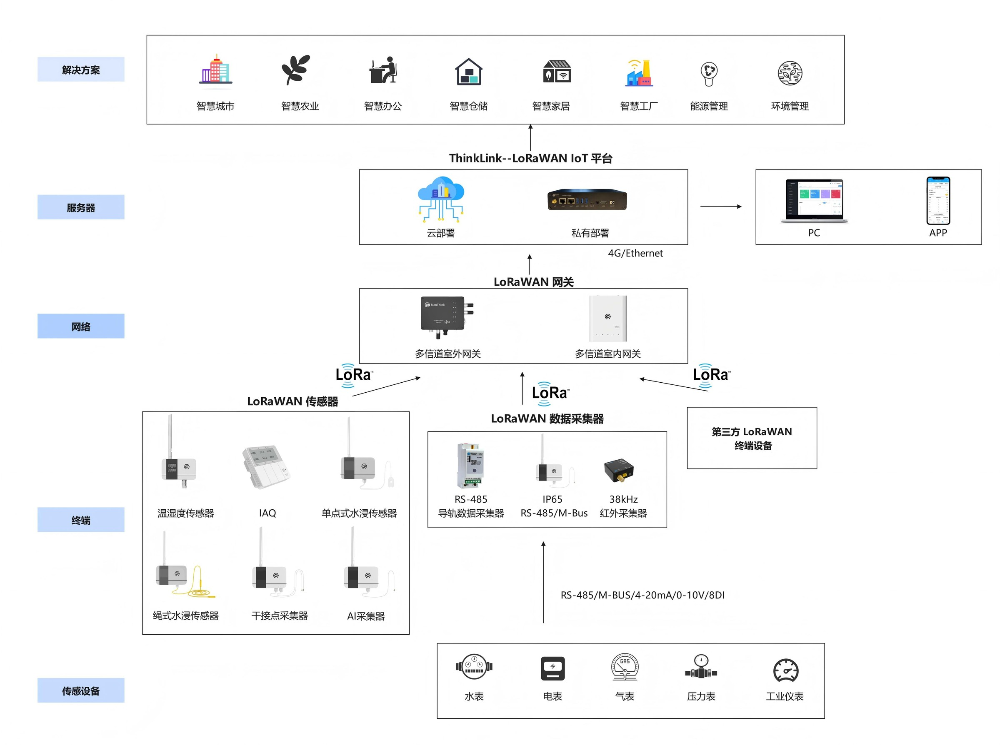 解决方案
智慧城市
智慧农业
智慧办公
智慧仓储
智慧家居
智慧工厂
能源管理
环境管理
ThinkLink--LoRaWAN IoT 平台
服务器
云部署
私有部署
PC
APP
4G/Ethernet
LoRaWAN 网关
网络
ManThink
LoRa
多信道室外网关
多信道室内网关
LoRa™
LoRa™
LoRa™
LoRaWAN 传感器
LoRaWAN 数据采集器
第三方 LoRaWAN
终端设备
终端
温湿度传感器
IAQ
单点式水浸传感器
绳式水浸传感器
干接点采集器
AI采集器
RS-485
导轨数据采集器
IP65
RS-485/M-Bus
38kHz
红外采集器
RS-485/M-BUS/4-20mA/0-10V/8DI
传感设备
GAS
水表
电表
气表
压力表
工业仪表